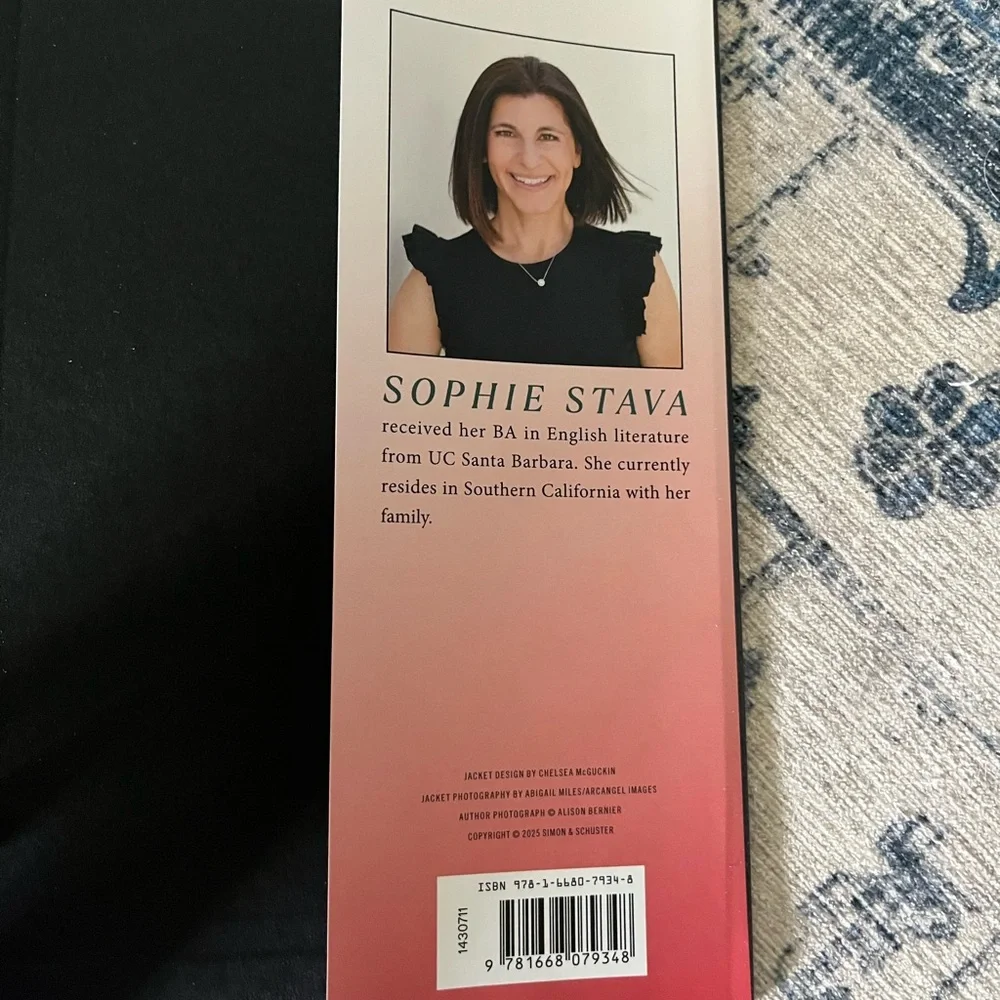 SOPHIE STAVA
received her BA in English literature
from UC Santa Barbara. She currently
resides in Southern California with her
family.
JACKET DESIGN BY CHELSEA McGUCKIN
JACKET PHOTOGRAPHY BY ABIGAIL MILES/ARCANGEL IMAGES
AUTHOR PHOTOGRAPH © ALISON BERNIER
COPYRIGHT © 2025 SIMON & SCHUSTER
ISBN 978-1-6680-7934-8
1430711
9 781668 079348